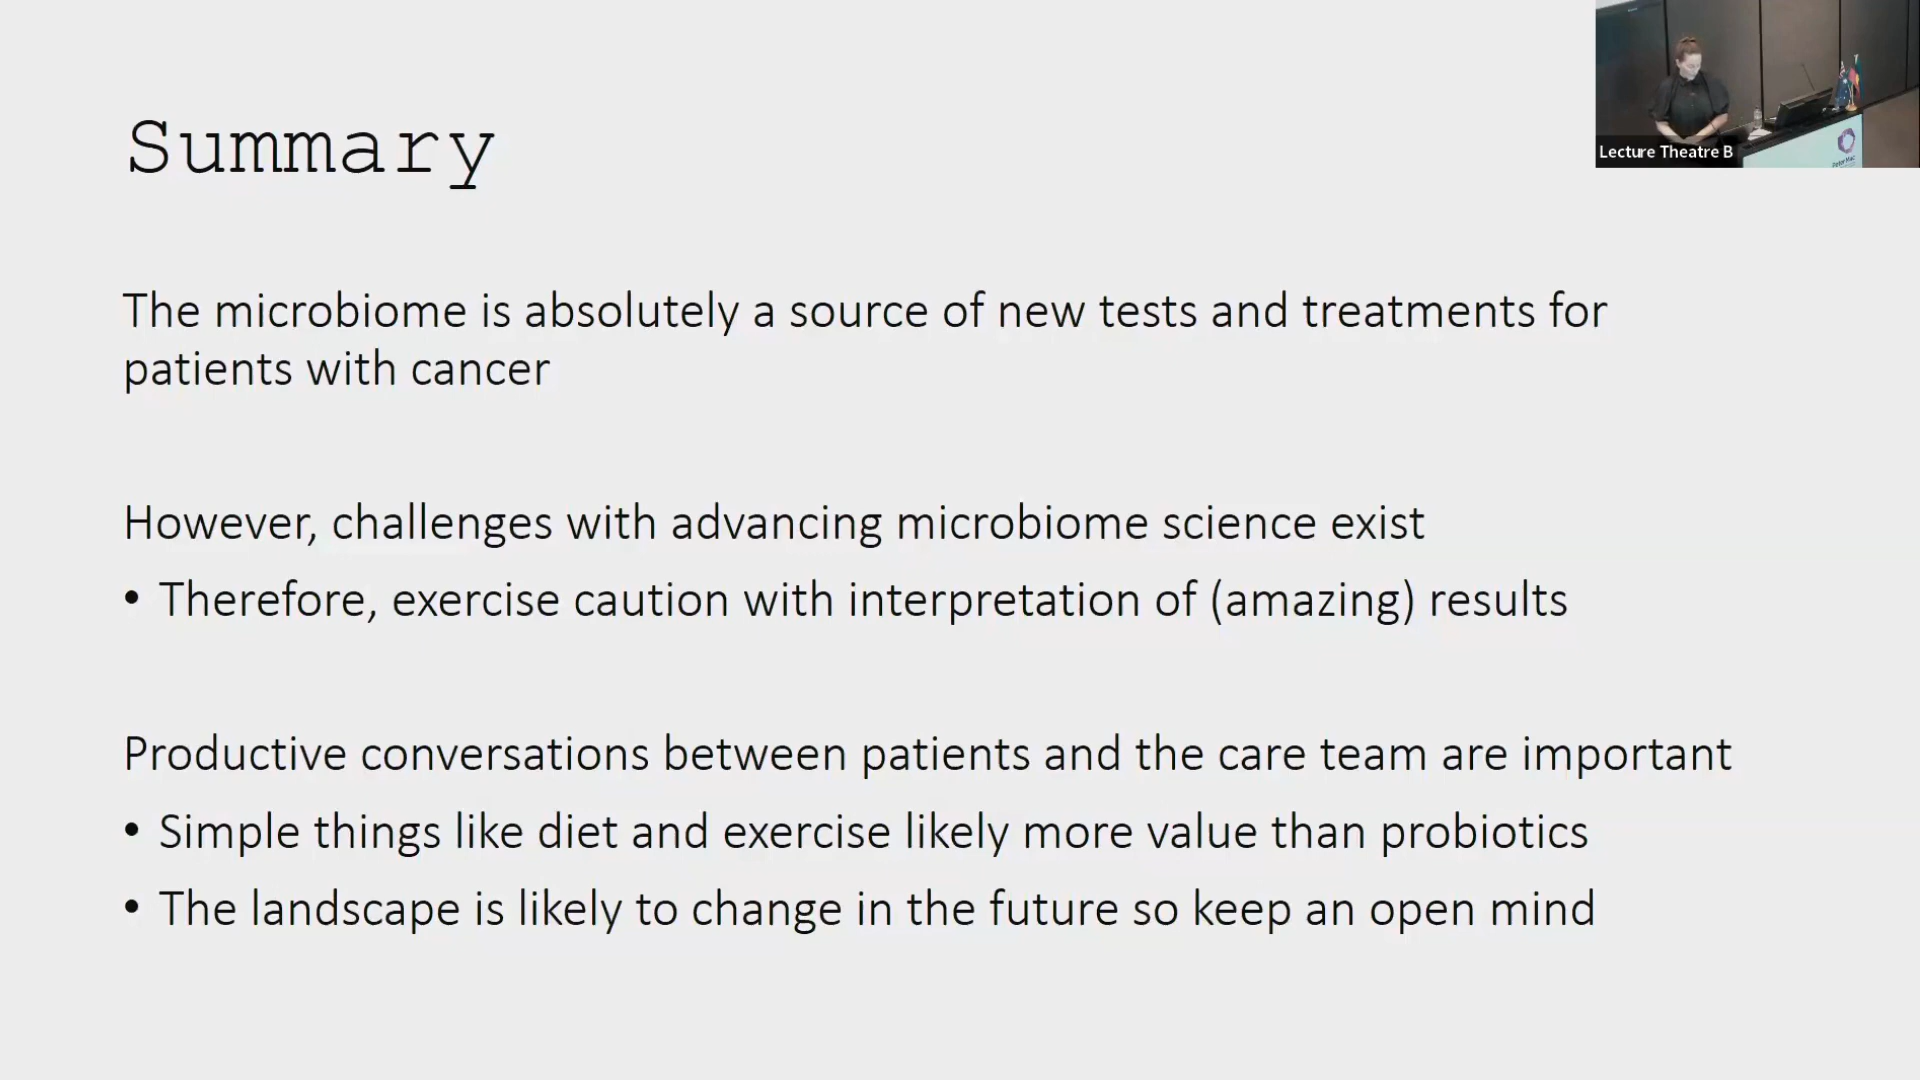 Summary
The microbiome is absolutely a source of new tests and treatments for
patients with cancer
However, challenges with advancing microbiome science exist
• Therefore, exercise caution with interpretation of (amazing) results
Productive conversations between patients and the care team are important
• Simple things like diet and exercise likely more value than probiotics
• The landscape is likely to change in the future so keep an open mind
Lecture Theatre B
Peter Mac